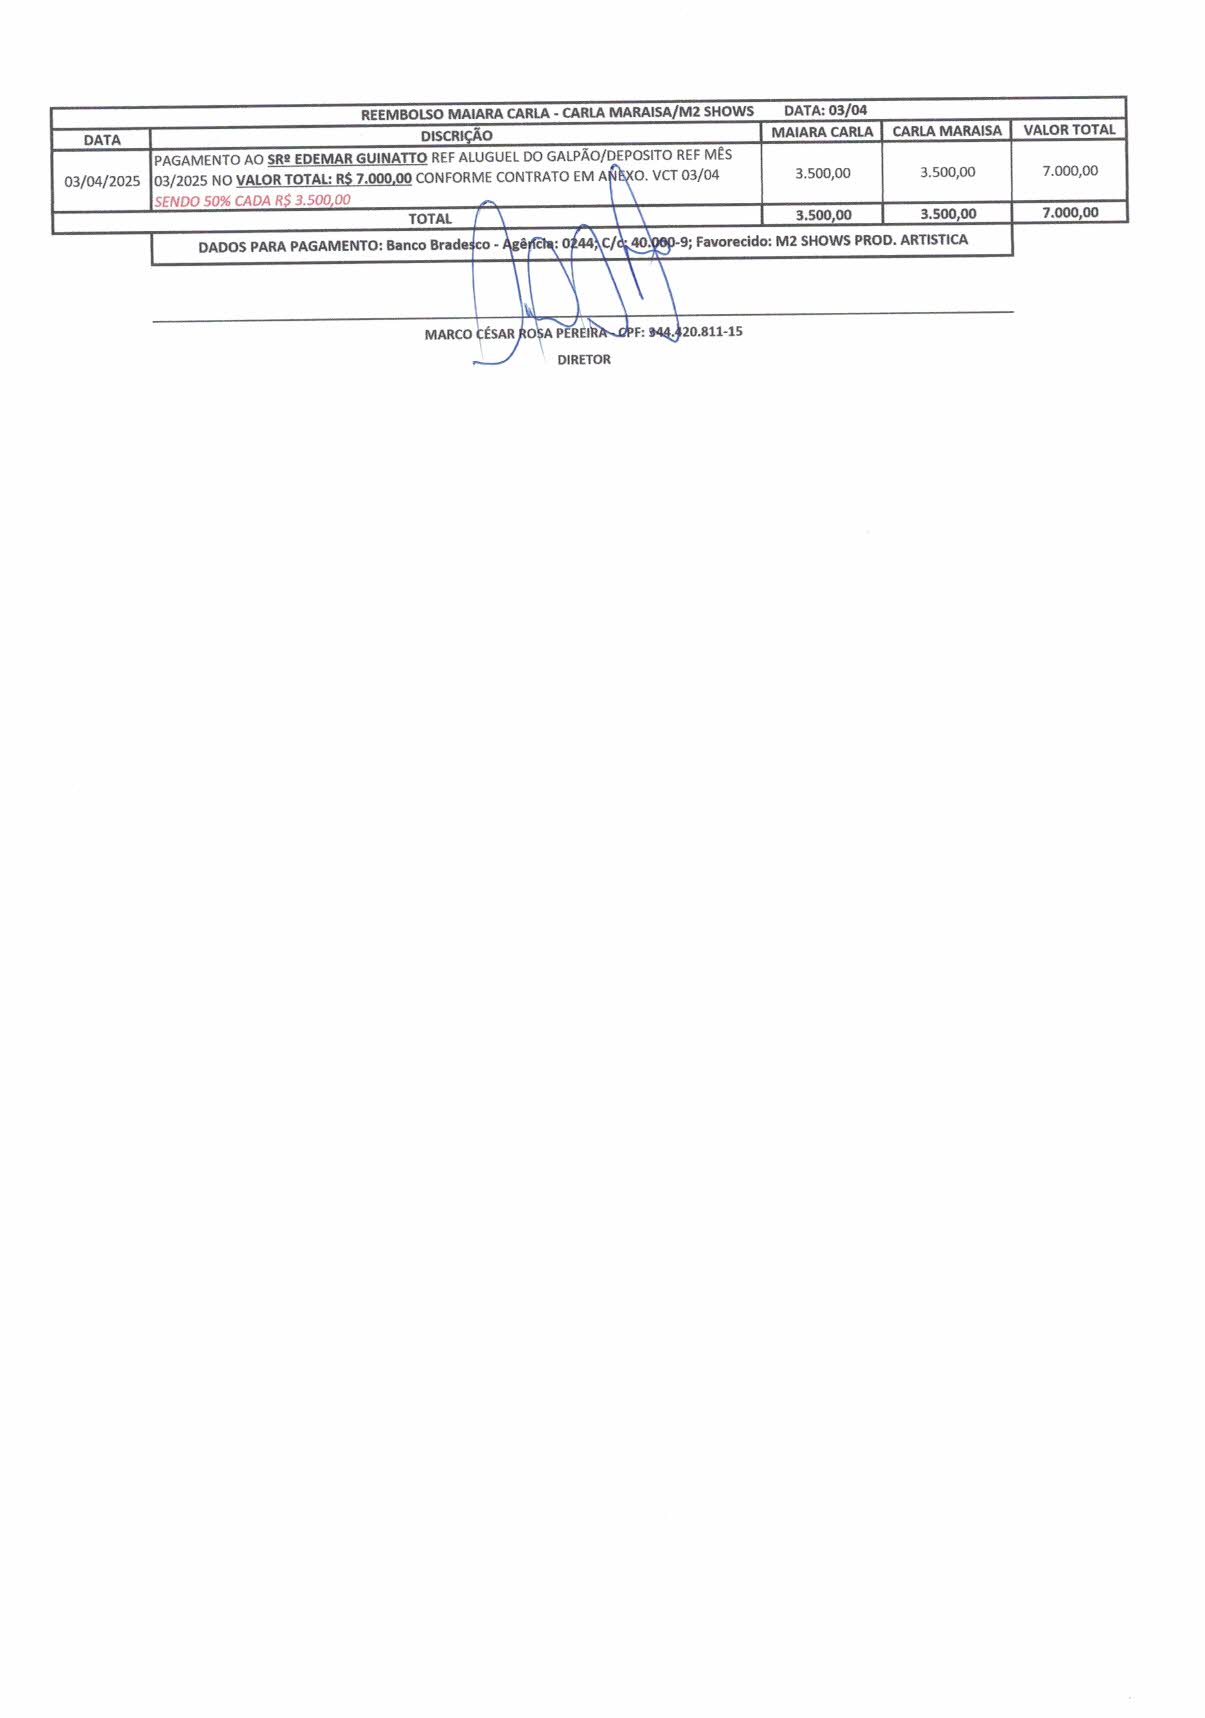 REEMBOLSO MAIARA CARLA - CARLA MARAISA/M2 SHOWS DATA: 03/04
DATA DISCRIÇÃO MAIARA CARLA CARLA MARAISA VALOR TOTAL
PAGAMENTO AO SRº EDEMAR GUINATTO REF ALUGUEL DO GALPÃO/DEPOSITO REF MÊS
03/04/2025 03/2025 NO VALOR TOTAL: R$ 7.000,00 CONFORME CONTRATO EM ANEXO. VCT 03/04 3.500,00 3.500,00 7.000,00
SENDO 50% CADA R$ 3.500,00
TOTAL 3.500,00 3.500,00 7.000,00
DADOS PARA PAGAMENTO: Banco Bradesco - Agência: 0244; C/c: 40.000-9; Favorecido: M2 SHOWS PROD. ARTISTICA
MARCO CÉSAR ROSA PEREIRA - CPF: 344.420.811-15
DIRETOR